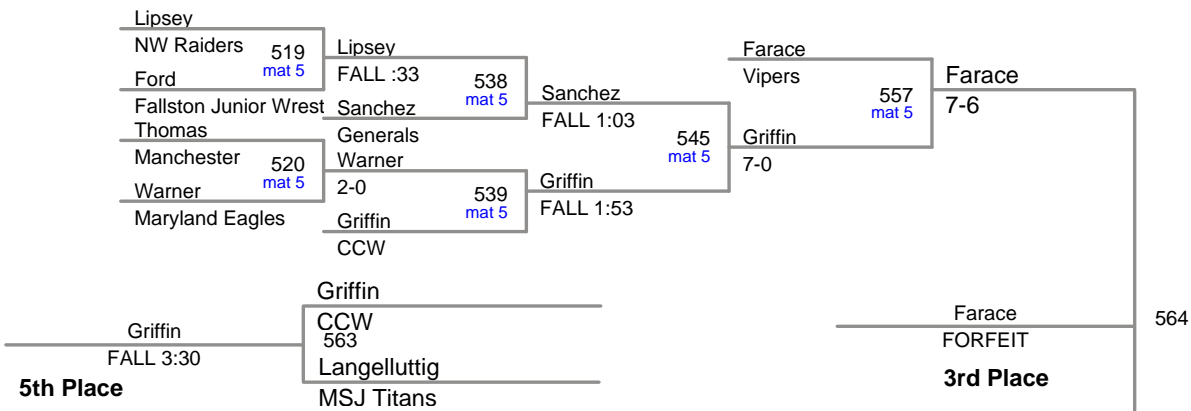 Lipsey
NW Raiders
519
mat 5
Ford
Fallston Junior Wrest
Lipsey
FALL :33
538
mat 5
Sanchez
Generals
Thomas
Manchester
520
mat 5
Warner
Maryland Eagles
Warner
2-0
539
mat 5
Griffin
CCW
Sanchez
FALL 1:03
545
mat 5
Griffin
FALL 1:53
Farace
Vipers
557
mat 5
Griffin
7-0
Farace
7-6
Griffin
CCW
563
Langelluttig
MSJ Titans
Griffin
FALL 3:30
5th Place
Farace
FORFEIT
3rd Place
564